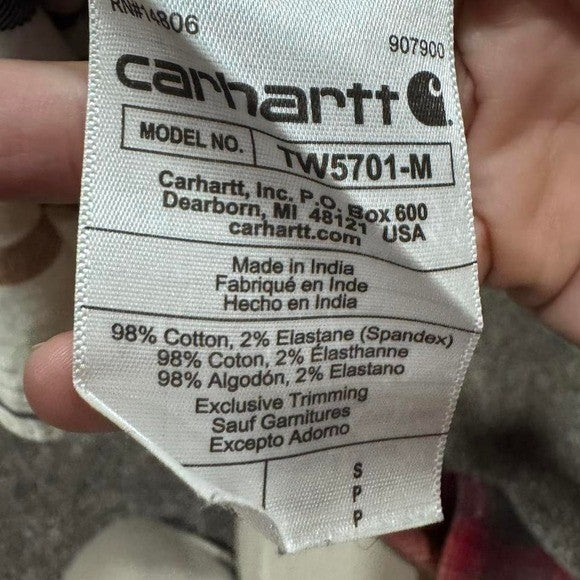 RN#14806
907900
carhartt
MODEL NO. TW5701-M
Carhartt, Inc. P.O. Box 600
Dearborn, MI 48121 USA
carhartt.com
Made in India
Fabriqué en Inde
Hecho en India
98% Cotton, 2% Elastane (Spandex)
98% Coton, 2% Élasthanne
98% Algodón, 2% Elastano
Exclusive Trimming
Sauf Garnitures
Excepto Adorno
S
P
P